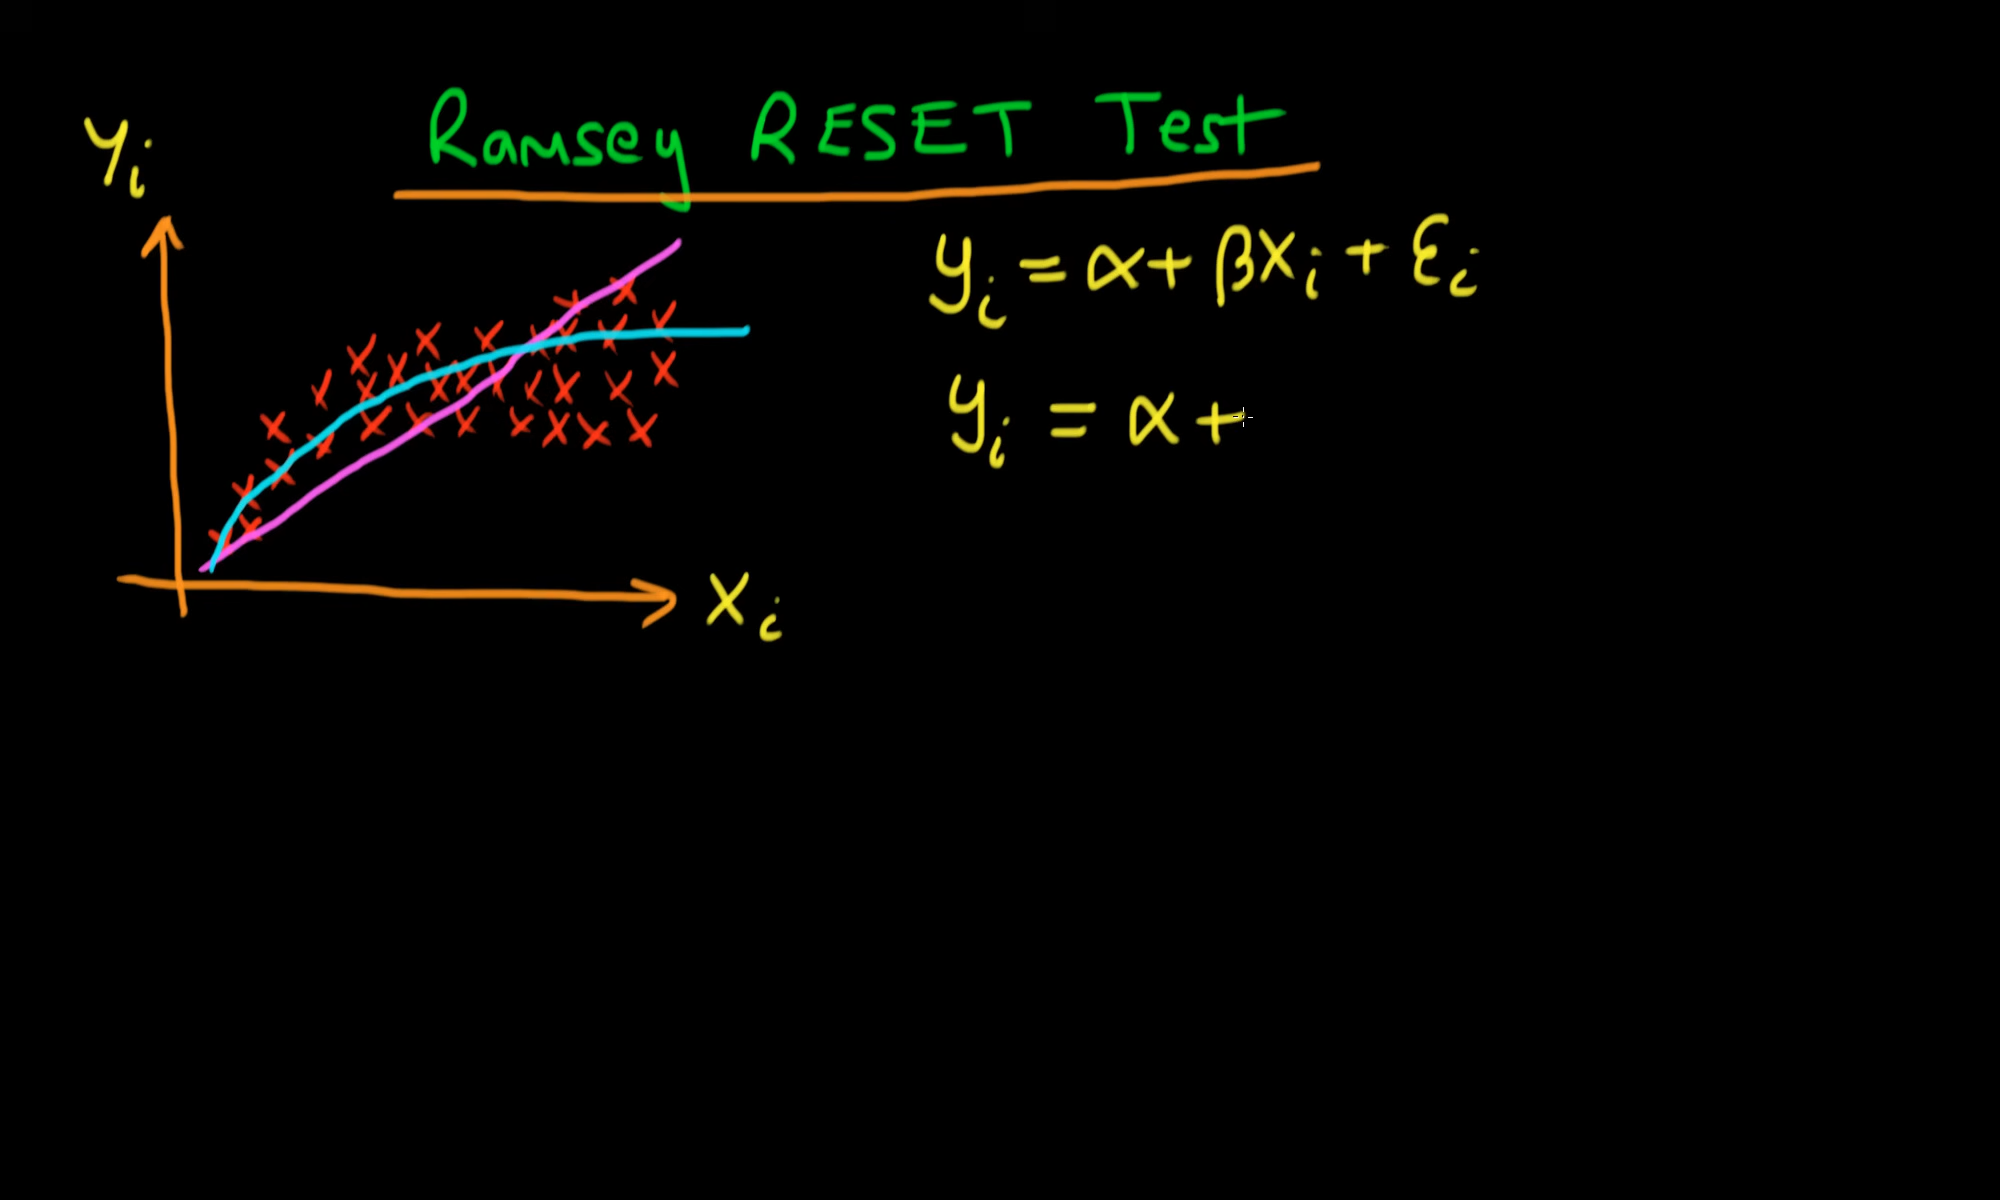 Ramsey RESET Test
yᵢ
yᵢ = α + βxᵢ + εᵢ
yᵢ = α +
xᵢ